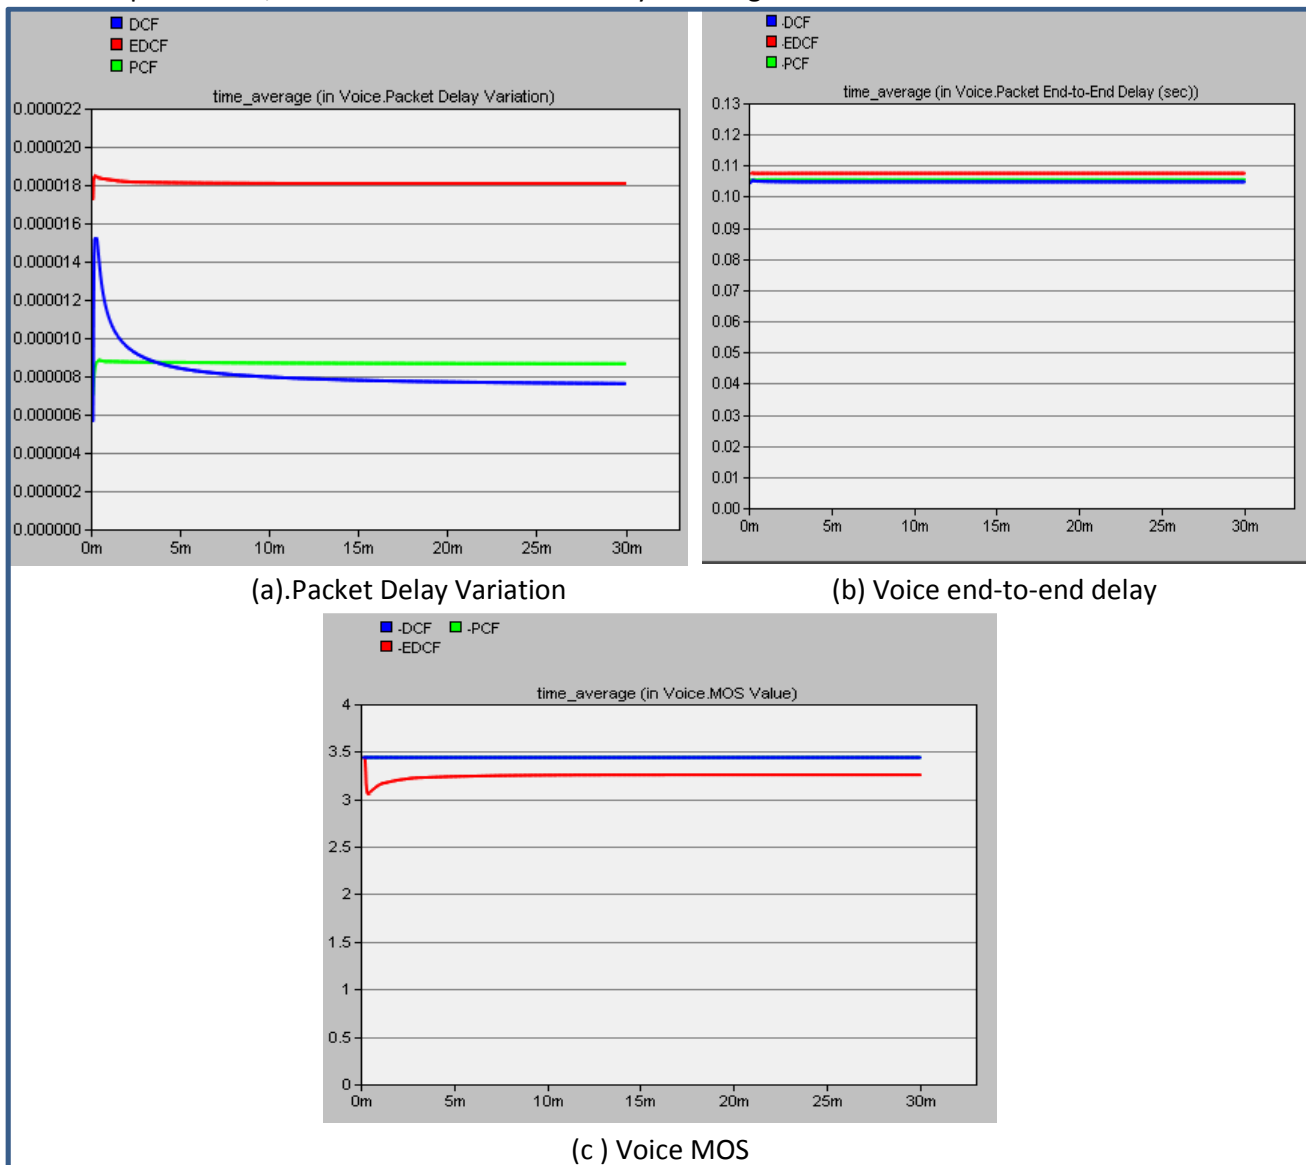 DCF
EDCF
PCF
time_average (in Voice.Packet Delay Variation)
0.000022
0.000020
0.000018
0.000016
0.000014
0.000012
0.000010
0.000008
0.000006
0.000004
0.000002
0.000000
0m 5m 10m 15m 20m 25m 30m
(a).Packet Delay Variation
-DCF
-EDCF
-PCF
time_average (in Voice.Packet End-to-End Delay (sec))
0.13
0.12
0.11
0.10
0.09
0.08
0.07
0.06
0.05
0.04
0.03
0.02
0.01
0.00
0m 5m 10m 15m 20m 25m 30m
(b) Voice end-to-end delay
-DCF -PCF
-EDCF
time_average (in Voice.MOS Value)
4
3.5
3
2.5
2
1.5
1
0.5
0
0m 5m 10m 15m 20m 25m 30m
(c ) Voice MOS